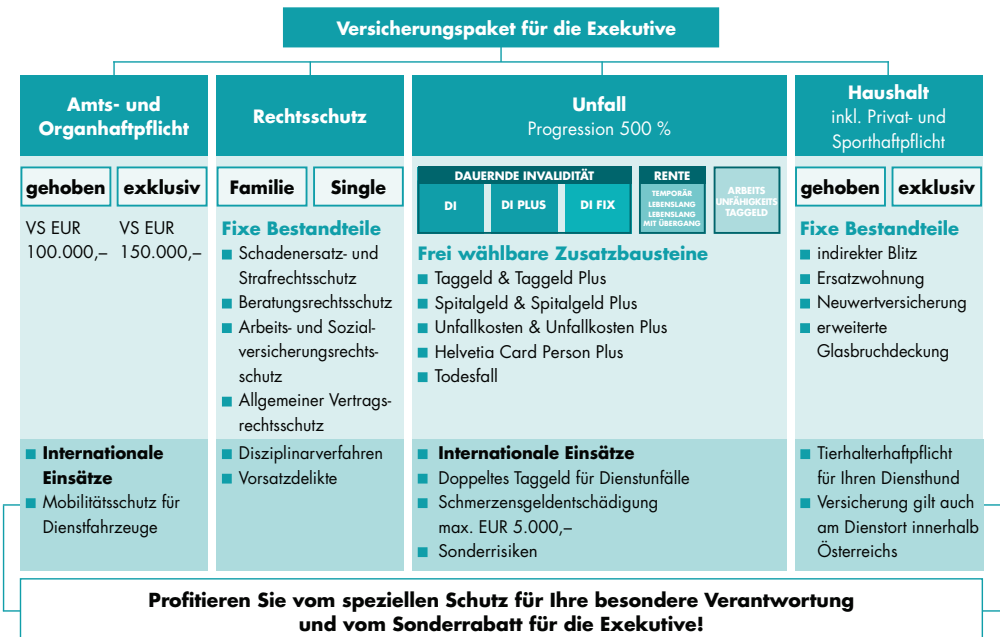 Versicherungspaket für die Exekutive
Amts- und
Organhaftpflicht
gehoben exklusiv
VS EUR VS EUR
100.000,– 150.000,–
Internationale
Einsätze
Mobilitätsschutz für
Dienstfahrzeuge
Rechtsschutz
Familie Single
Fixe Bestandteile
Schadenersatz- und
Strafrechtsschutz
Beratungsrechtsschutz
Arbeits- und Sozial-
versicherungsrechts-
schutz
Allgemeiner Vertrags-
rechtsschutz
Disziplinarverfahren
Vorsatzdelikte
Unfall
Progression 500 %
DAUERNDE INVALIDITÄT
DI DI PLUS DI FIX
RENTE
TEMPORÄR
LEBENSLANG
LEBENSLANG
MIT ÜBERGANG
ARBEITS
UNFÄHIGKEITS
TAGGELD
Frei wählbare Zusatzbausteine
Taggeld & Taggeld Plus
Spitalgeld & Spitalgeld Plus
Unfallkosten & Unfallkosten Plus
Helvetia Card Person Plus
Todesfall
Internationale Einsätze
Doppeltes Taggeld für Dienstunfälle
Schmerzensgeldentschädigung
max. EUR 5.000,–
Sonderrisiken
Haushalt
inkl. Privat- und
Sporthaftpflicht
gehoben exklusiv
Fixe Bestandteile
indirekter Blitz
Ersatzwohnung
Neuwertversicherung
erweiterte
Glasbruchdeckung
Tierhalterhaftpflicht
für Ihren Diensthund
Versicherung gilt auch
am Dienstort innerhalb
Österreichs
Profitieren Sie vom speziellen Schutz für Ihre besondere Verantwortung
und vom Sonderrabatt für die Exekutive!